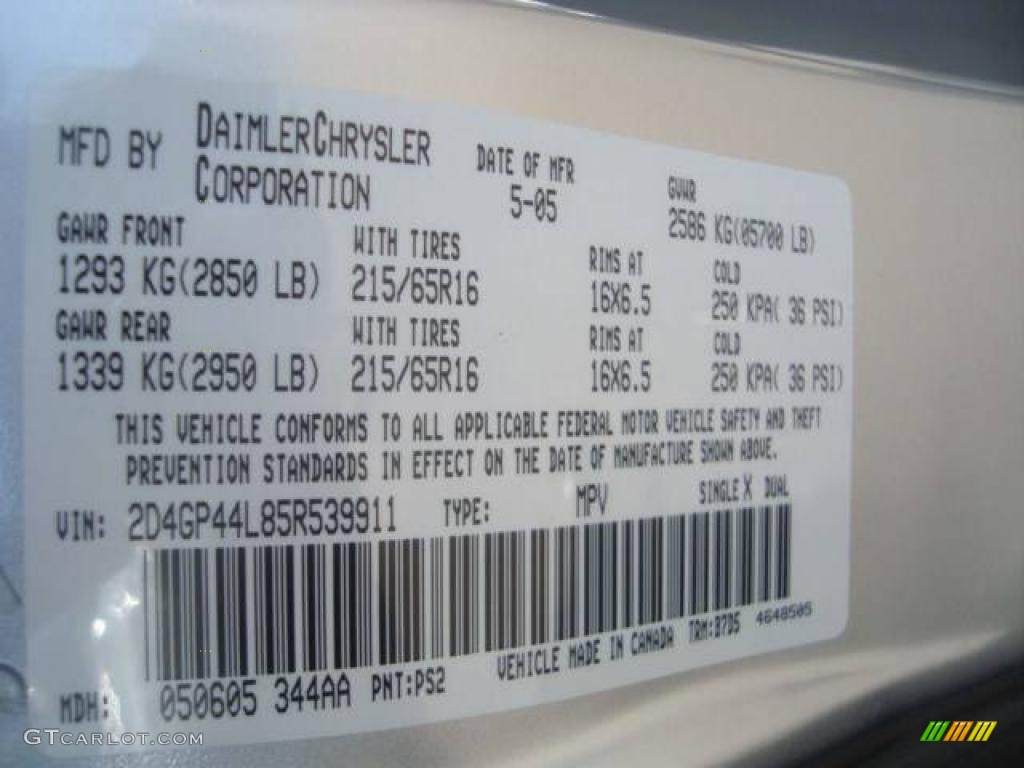 MFD BY DAIMLERCHRYSLER CORPORATION DATE OF MFR 5-05 GVWR 2586 KG(05700 LB)
GAWR FRONT WITH TIRES RIMS AT COLD
1293 KG(2850 LB) 215/65R16 16X6.5 250 KPA( 36 PSI)
GAWR REAR WITH TIRES RIMS AT COLD
1339 KG(2950 LB) 215/65R16 16X6.5 250 KPA( 36 PSI)
THIS VEHICLE CONFORMS TO ALL APPLICABLE FEDERAL MOTOR VEHICLE SAFETY AND THEFT
PREVENTION STANDARDS IN EFFECT ON THE DATE OF MANUFACTURE SHOWN ABOVE.
VIN: 2D4GP44L85R539911 TYPE: MPV SINGLE X DUAL
VEHICLE MADE IN CANADA TRM:B7D5 4648505
MDH: 050605 344AA PNT:PS2
GTCARLOT.COM